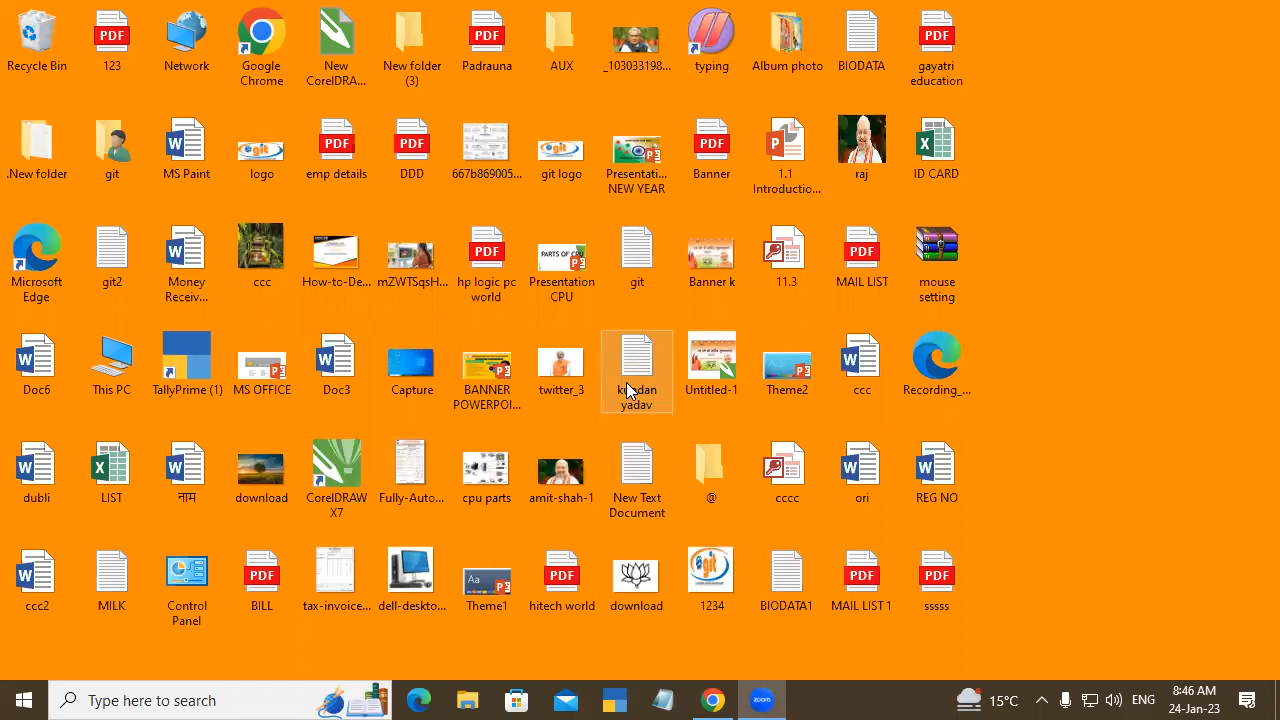 Recycle Bin
123
Network
Google
Chrome
New
CorelDRA...
New folder
(3)
Padrauna
AUX
_103033198...
typing
Album photo
BIODATA
gayatri
education
.New folder
git
MS Paint
logo
emp details
DDD
667b869005...
git logo
Presentati...
NEW YEAR
Banner
1.1
Introductio...
raj
ID CARD
Microsoft
Edge
git2
Money
Receiv...
ccc
How-to-De...
mZWTSqsH...
hp logic pc
world
PARTS OF CPU
Presentation
CPU
git
Banner k
11.3
MAIL LIST
mouse
setting
Doc6
This PC
TallyPrime (1)
MS OFFICE
Doc3
Capture
BANNER
POWERPOI...
twitter_3
yadav
Untitled-1
Theme2
ccc
Recording_...
dubli
LIST
नाम
download
CorelDRAW
X7
Fully-Auto...
cpu parts
amit-shah-1
New Text
Document
@
cccc
ori
REG NO
ccc2
MILK
Control
Panel
BILL
tax-invoice...
dell-deskto...
Theme1
hitech world
download
1234
BIODATA1
MAIL LIST 1
sssss
Type here to search
zoom
15°C
ENG
8:46 AM
24-Jan-23